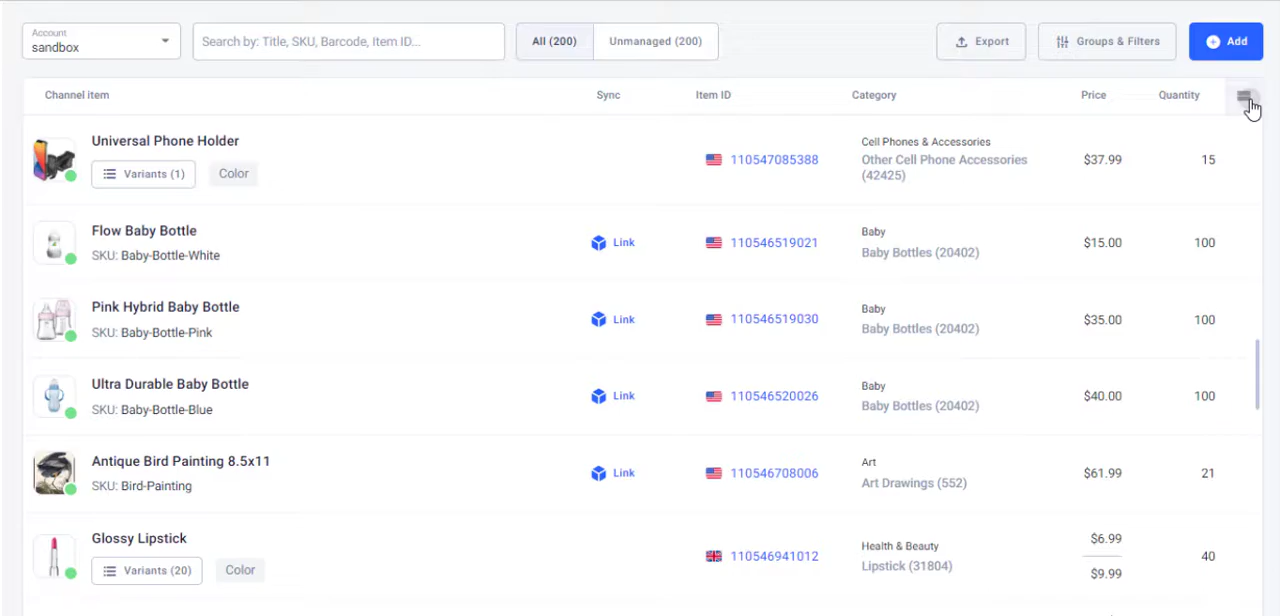 Account
sandbox
Search by: Title, SKU, Barcode, Item ID...
All (200)
Unmanaged (200)
Export
Groups & Filters
Add
Channel item
Sync
Item ID
Category
Price
Quantity
Universal Phone Holder
Variants (1)
Color
110547085388
Cell Phones & Accessories
Other Cell Phone Accessories
(42425)
$37.99
15
Flow Baby Bottle
SKU: Baby-Bottle-White
Link
110546519021
Baby
Baby Bottles (20402)
$15.00
100
Pink Hybrid Baby Bottle
SKU: Baby-Bottle-Pink
Link
110546519030
Baby
Baby Bottles (20402)
$35.00
100
Ultra Durable Baby Bottle
SKU: Baby-Bottle-Blue
Link
110546520026
Baby
Baby Bottles (20402)
$40.00
100
Antique Bird Painting 8.5x11
SKU: Bird-Painting
Link
110546708006
Art
Art Drawings (552)
$61.99
21
Glossy Lipstick
Variants (20)
Color
110546941012
Health & Beauty
Lipstick (31804)
$6.99
$9.99
40